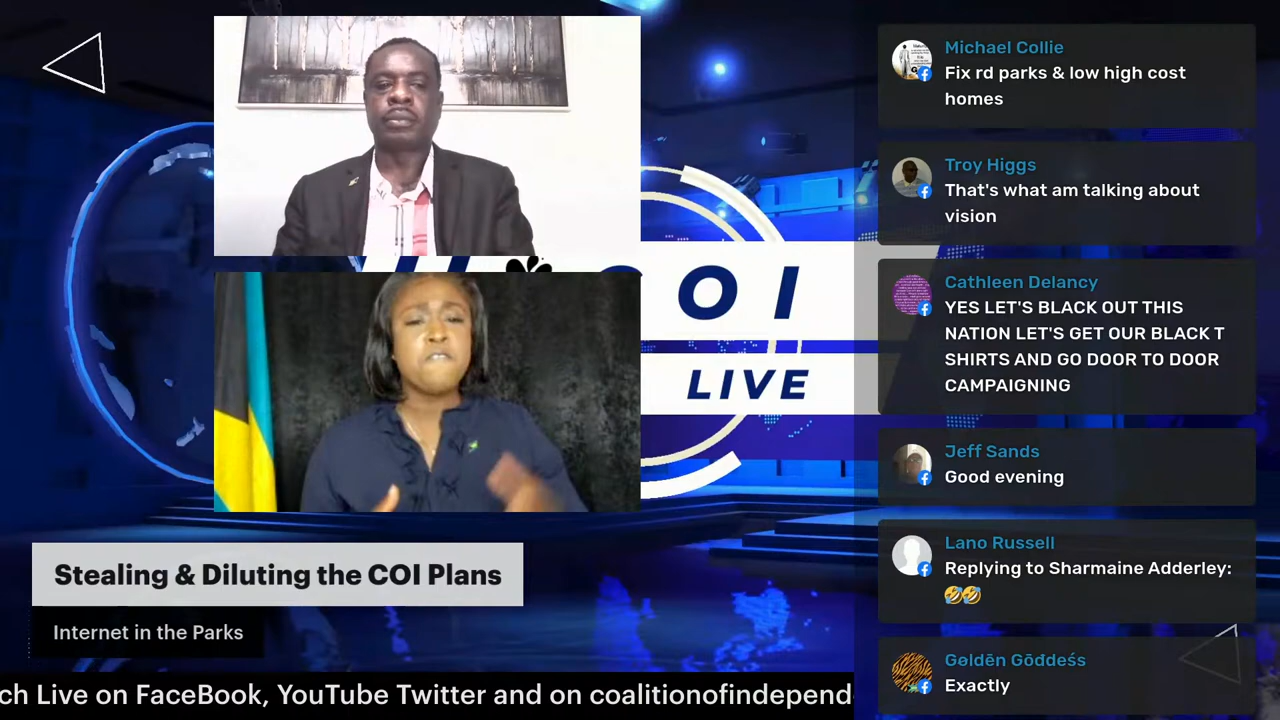 OI
LIVE
Stealing & Diluting the COI Plans
Internet in the Parks
ch Live on FaceBook, YouTube Twitter and on coalitionofindepend
Michael Collie
Fix rd parks & low high cost
homes
Troy Higgs
That's what am talking about
vision
Cathleen Delancy
YES LET'S BLACK OUT THIS
NATION LET'S GET OUR BLACK T
SHIRTS AND GO DOOR TO DOOR
CAMPAIGNING
Jeff Sands
Good evening
Lano Russell
Replying to Sharmaine Adderley:
🤣🤣
Gøldēn Gōđdeśs
Exactly